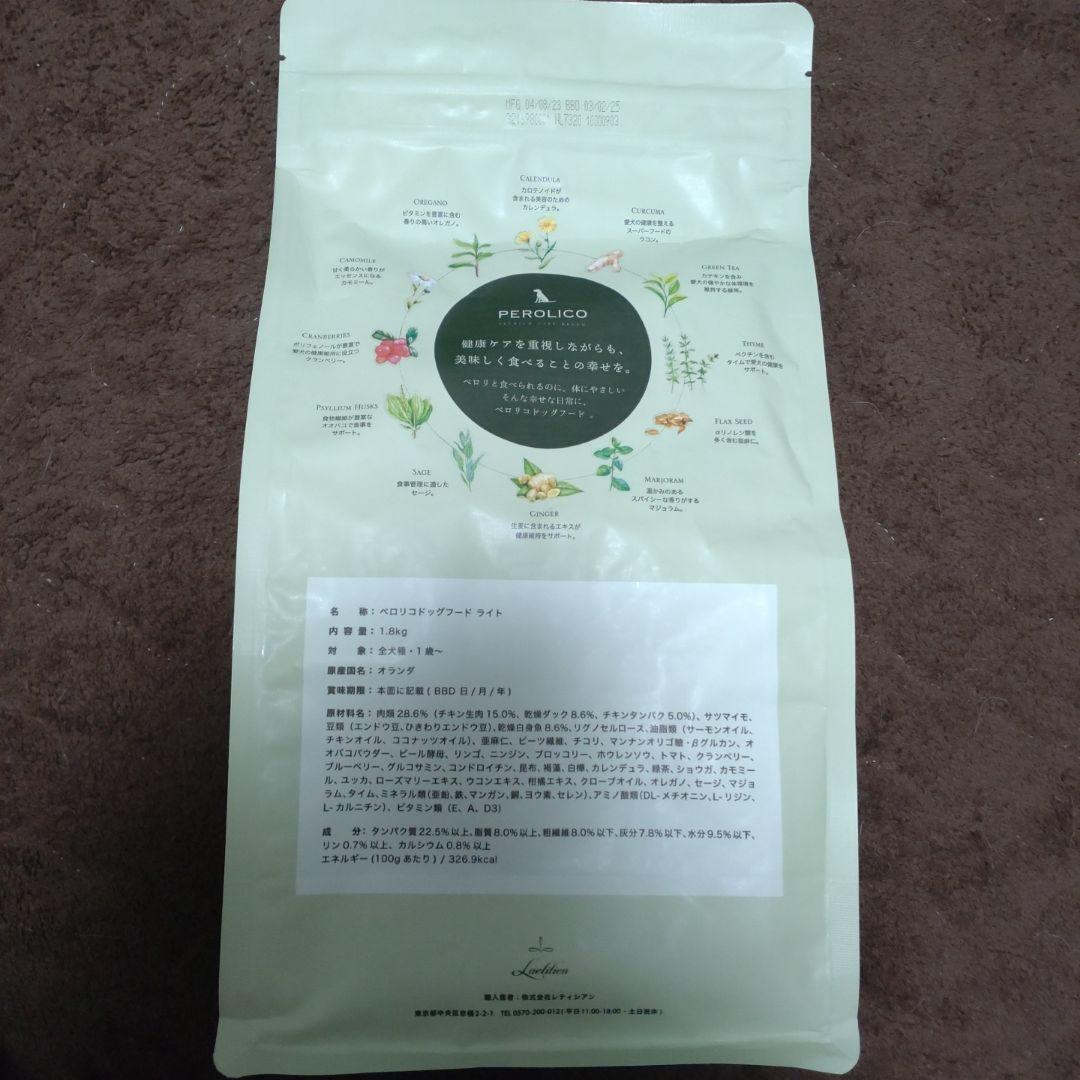 MFG 04/08/23 BBD 03/02/25
NL7320 10000903
CALENDULA
カロテノイドが
含まれる美容のための
カレンデュラ。
OREGANO
ビタミンを豊富に含む
香りの高いオレガノ。
CURCUMA
愛犬の健康を整える
スーパーフードの
ウコン。
CAMOMILE
甘く柔らかい香りが
エッセンスになる
カモミール。
GREEN TEA
カテキンを含み
愛犬の健やかな体環境を
維持する緑茶。
CRANBERRIES
ポリフェノールが豊富で
愛犬の健康維持に役立つ
クランベリー。
THYME
ペクチンを含む
タイムで愛犬の健康を
サポート。
PSYLLIUM HUSKS
食物繊維が豊富な
オオバコで食事を
サポート。
FLAX SEED
αリノレン酸を
多く含む亜麻仁。
SAGE
食事管理に適した
セージ。
MARJORAM
温かみのある
スパイシーな香りがする
マジョラム。
GINGER
生姜に含まれるエキスが
健康維持をサポート。
PEROLICO
PREMIUM CARE BRAND
健康ケアを重視しながらも、
美味しく食べることの幸せを。
ペロリと食べられるのに、体にやさしい
そんな幸せな日常に、
ペロリコドッグフード 。
名 称：ペロリコドッグフード ライト
内 容 量：1.8kg
対 象：全犬種・1 歳～
原産国名：オランダ
賞味期限：本面に記載 ( BBD 日 / 月 / 年 )
原材料名：肉類28.6%（チキン生肉15.0%、乾燥ダック8.6%、チキンタンパク5.0%）、サツマイモ、
豆類（エンドウ豆、ひきわりエンドウ豆）、乾燥白身魚8.6%、リグノセルロース、油脂類（サーモンオイル、
チキンオイル、ココナッツオイル）、亜麻仁、ビーツ繊維、チコリ、マンナンオリゴ糖・βグルカン、オ
オバコパウダー、ビール酵母、リンゴ、ニンジン、ブロッコリー、ホウレンソウ、トマト、クランベリー、
ブルーベリー、グルコサミン、コンドロイチン、昆布、褐藻、白樺、カレンデュラ、緑茶、ショウガ、カモミー
ル、ユッカ、ローズマリーエキス、ウコンエキス、柑橘エキス、クローブオイル、オレガノ、セージ、マジョ
ラム、タイム、ミネラル類（亜鉛、鉄、マンガン、銅、ヨウ素、セレン）、アミノ酸類（DL-メチオニン、L-リジン、
L-カルニチン）、ビタミン類（E、A、D3）
成 分：タンパク質22.5%以上、脂質8.0%以上、粗繊維8.0%以下、灰分7.8%以下、水分9.5%以下、
リン0.7%以上、カルシウム0.8%以上
エネルギー (100g あたり) / 326.9kcal
Laetitien
輸入業者：株式会社レティシアン
東京都中央区京橋2-2-1 TEL 0570-200-012 ( 平日 11:00-18:00・土日祝休 )